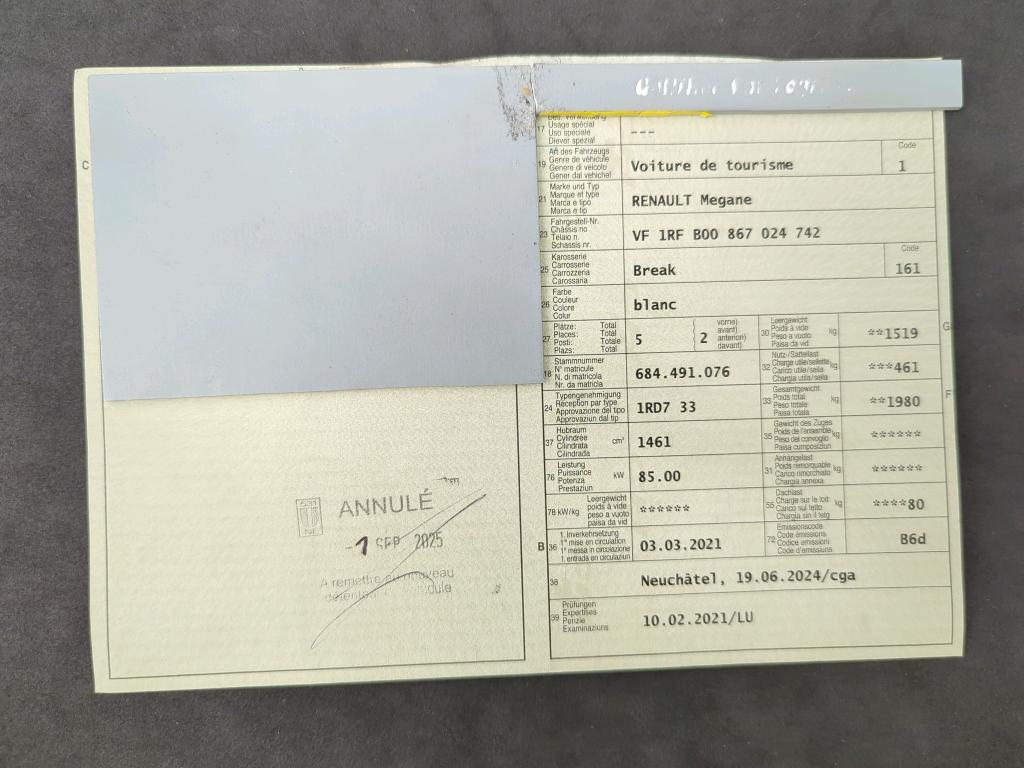 C
ANNULÉ
-1 SEP 2025
A remettre au nouveau
17
Usage spécial
Uso speciale
Diever spezial
---
19
Art des Fahrzeugs
Genre de véhicule
Genere di veicolo
Gener dal vehichel
Voiture de tourisme
Code
1
21
Marke und Typ
Marque et type
Marca e tipo
Marca e tip
RENAULT Megane
23
Fahrgestell-Nr.
Châssis no
Telaio n.
Schassis nr.
VF 1RF B00 867 024 742
25
Karosserie
Carrosserie
Carrozzeria
Carossaria
Break
Code
161
26
Farbe
Couleur
Colore
Colur
blanc
27
Plätze: Total
Places: Total
Posti: Totale
Plazs: Total
5
2
vorne)
avant)
anteriori)
davant)
30
Leergewicht
Poids à vide
Peso a vuoto
Paisa da vid
kg
**1519
G
18
Stammnummer
N° matricule
N. di matricola
Nr. da matricla
684.491.076
32
Nutz-/Sattellast
Charge utile/sellette
Carico utile/sella
Chargia utila/sella
kg
***461
24
Typengenehmigung
Réception par type
Approvazione del tipo
Approvaziun dal tip
1RD7 33
33
Gesamtgewicht
Poids total
Peso totale
Paisa totala
kg
**1980
F
37
Hubraum
Cylindrée
Cilindrata
Cilindrada
cm³
1461
35
Gewicht des Zuges
Poids de l'ensemble
Peso del convoglio
Paisa cumposiziun
kg
******
76
Leistung
Puissance
Potenza
Prestaziun
kW
85.00
31
Anhängelast
Poids remorquable
Carico rimorchiato
Chargia annexa
kg
******
78 kW/kg
Leergewicht
poids à vide
peso a vuoto
paisa da vid
******
55
Dachlast
Charge sur le toit
Carico sul tetto
Chargia sin il tetg
kg
****80
B 36
1. Inverkehrsetzung
1re mise en circulation
1a messa in circolazione
1. entrada en circulaziun
03.03.2021
72
Emissionscode
Code émissions
Codice emissioni
Code d'emissiuns
B6d
38
Neuchâtel, 19.06.2024/cga
39
Prüfungen
Expertises
Perizie
Examinaziuns
10.02.2021/LU